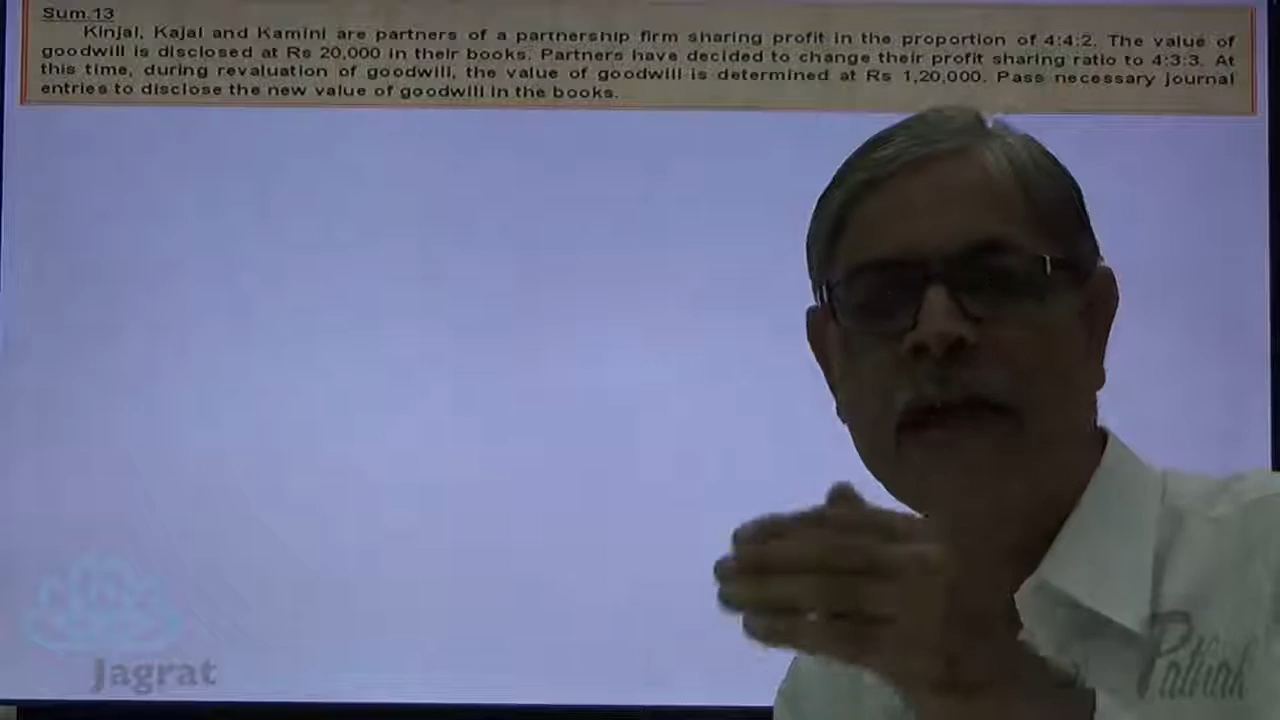 Sum.13
Kinjal, Kajal and Kamini are partners of a partnership firm sharing profit in the proportion of 4:4:2. The value of
goodwill is disclosed at Rs 20,000 in their books. Partners have decided to change their profit sharing ratio to 4:3:3. At
this time, during revaluation of goodwill, the value of goodwill is determined at Rs 1,20,000. Pass necessary journal
entries to disclose the new value of goodwill in the books.
Jagrat
Pathak